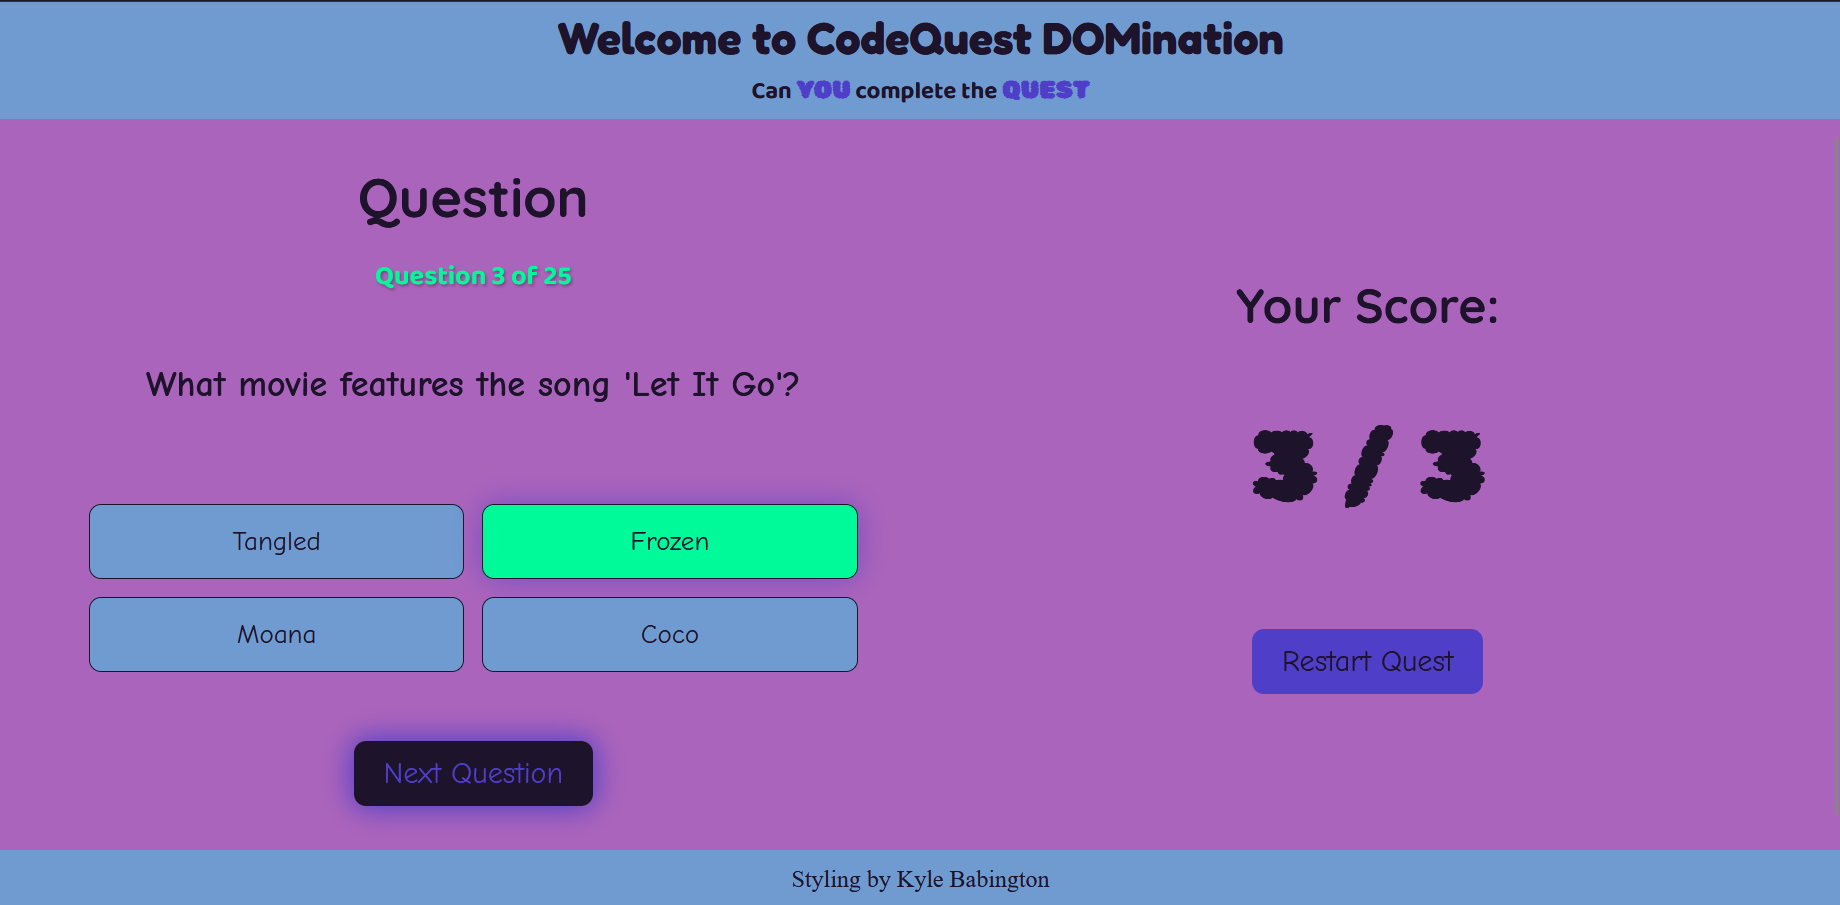 Welcome to CodeQuest DOMination
Can YOU complete the QUEST
Question
Question 3 of 25
What movie features the song 'Let It Go'?
Tangled
Frozen
Moana
Coco
Next Question
Your Score:
3 / 3
Restart Quest
Styling by Kyle Babington